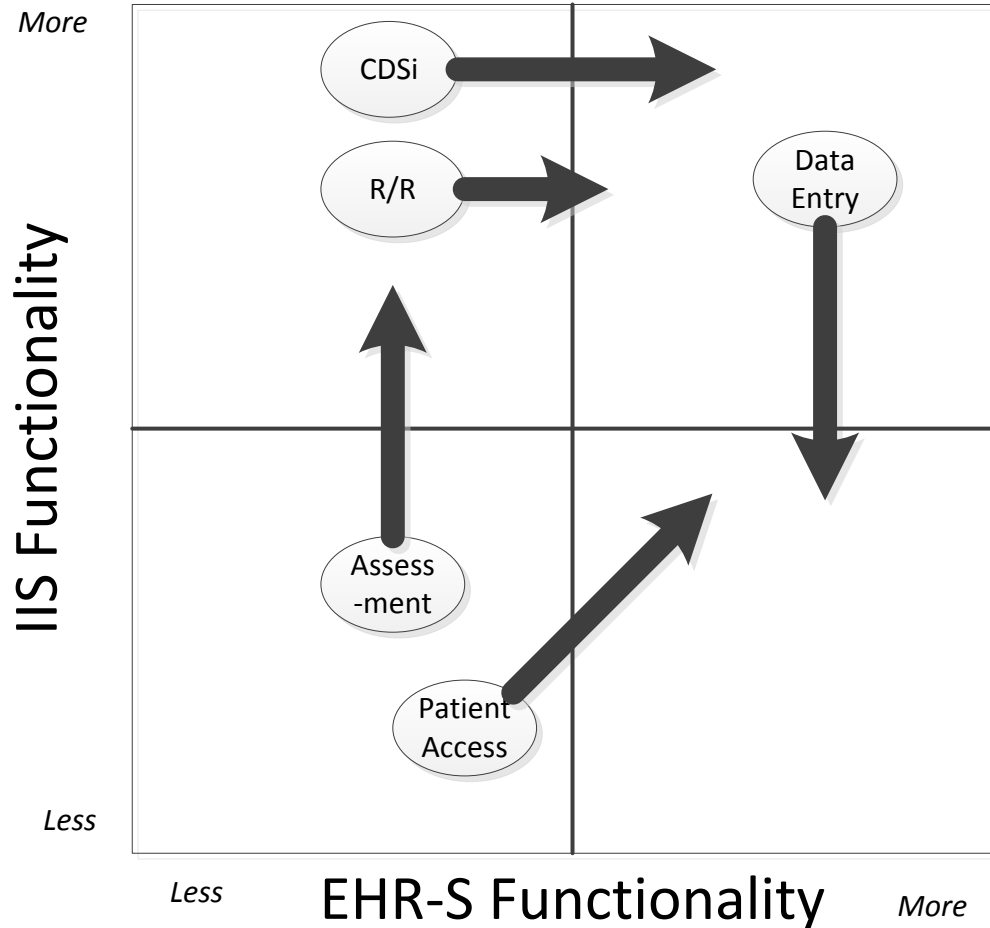 More
CDSi
R/R
Data
Entry
IIS Functionality
Assess
-ment
Patient
Access
Less
Less
EHR-S Functionality
More